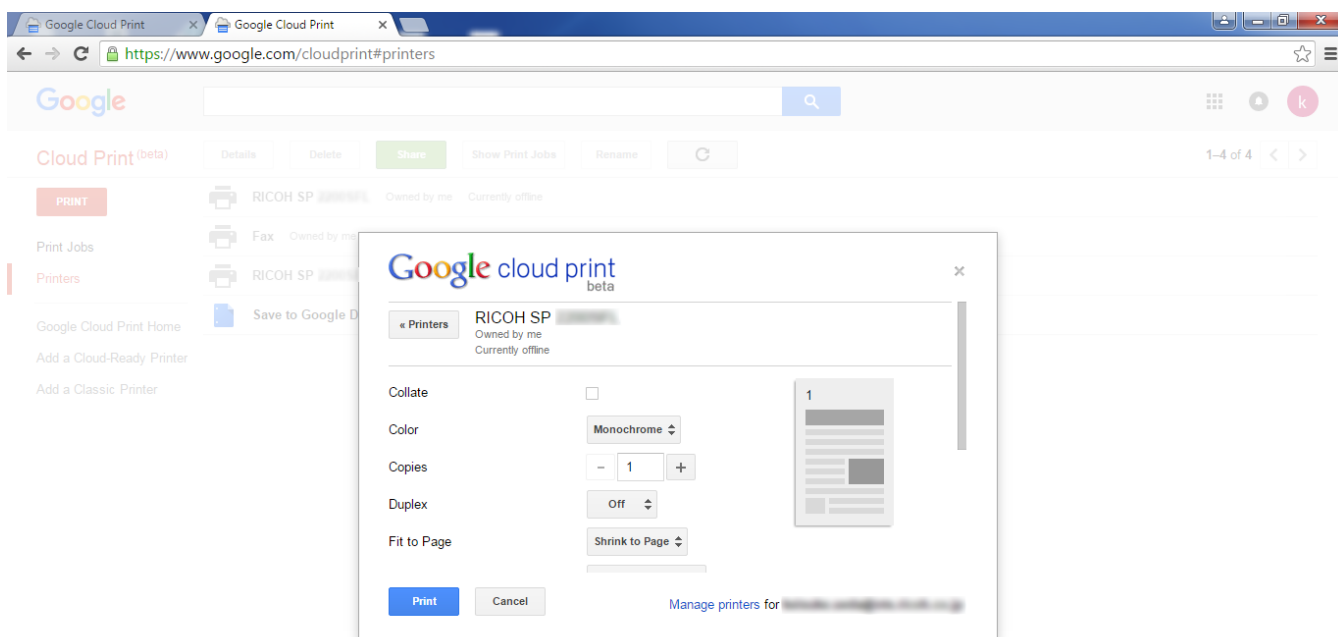 Google Cloud Print Google Cloud Print
https://www.google.com/cloudprint#printers
Google
k
Cloud Print (beta) Details Delete Share Show Print Jobs Rename 1–4 of 4
PRINT
RICOH SP Owned by me Currently offline
Print Jobs
Fax Owned by me
Printers
RICOH SP
Google Cloud Print Home
Save to Google D
Add a Cloud-Ready Printer
Add a Classic Printer
Google cloud print
beta
« Printers
RICOH SP
Owned by me
Currently offline
Collate
1
Color Monochrome
Copies - 1 +
Duplex Off
Fit to Page Shrink to Page
Print Cancel Manage printers for